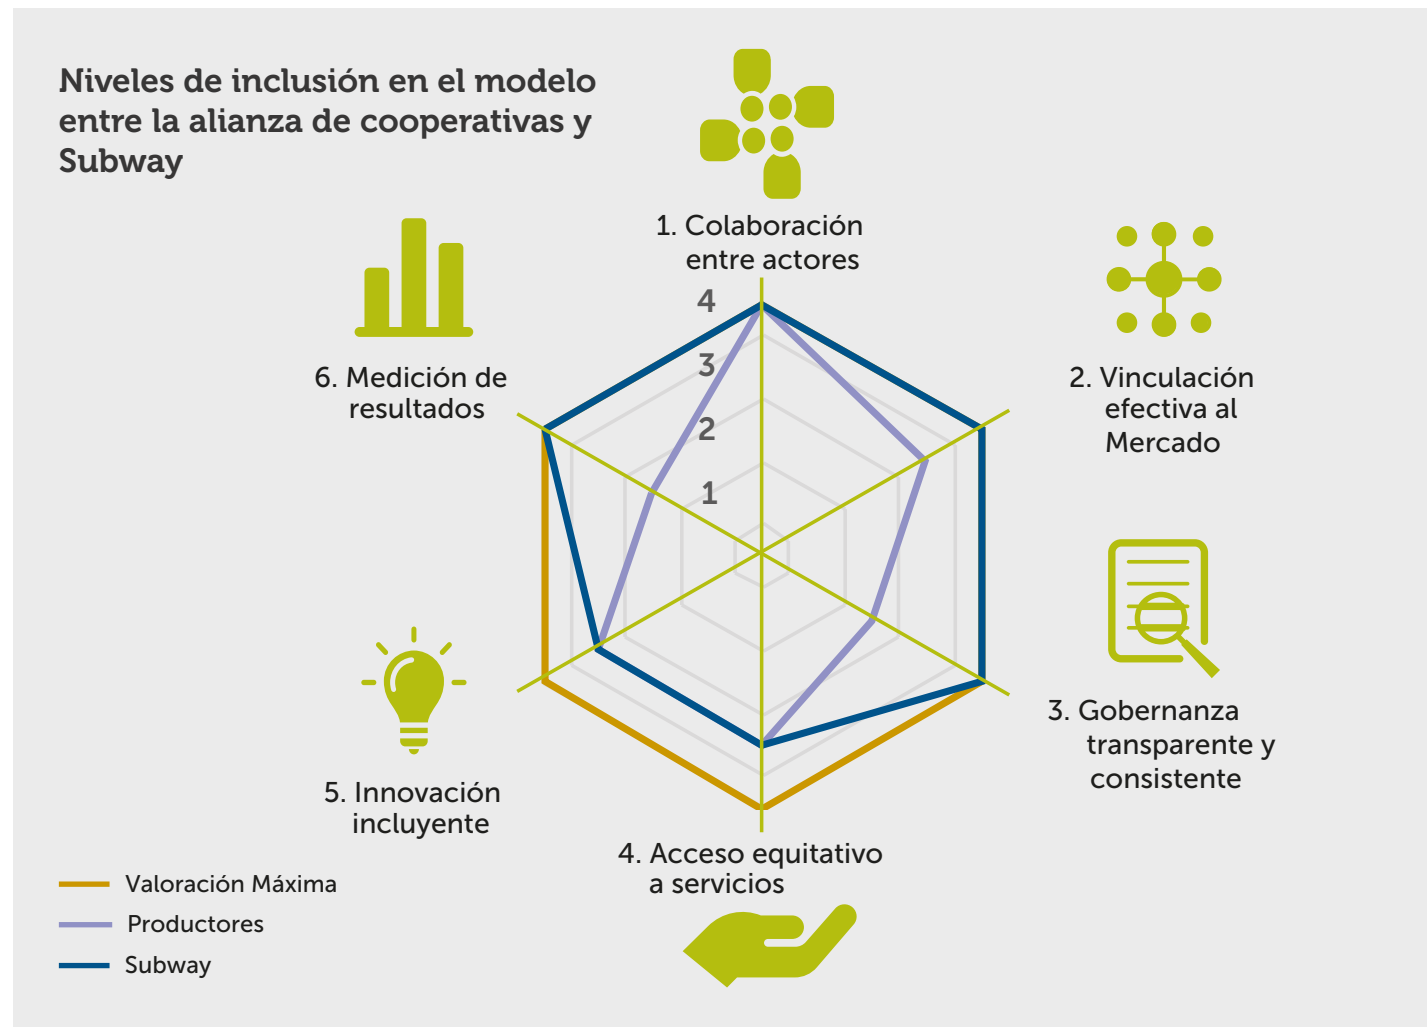 Niveles de inclusión en el modelo
entre la alianza de cooperativas y
Subway
1. Colaboración
entre actores
4
3
2
1
2. Vinculación
efectiva al
Mercado
3. Gobernanza
transparente y
consistente
4. Acceso equitativo
a servicios
5. Innovación
incluyente
6. Medición de
resultados
Valoración Máxima
Productores
Subway